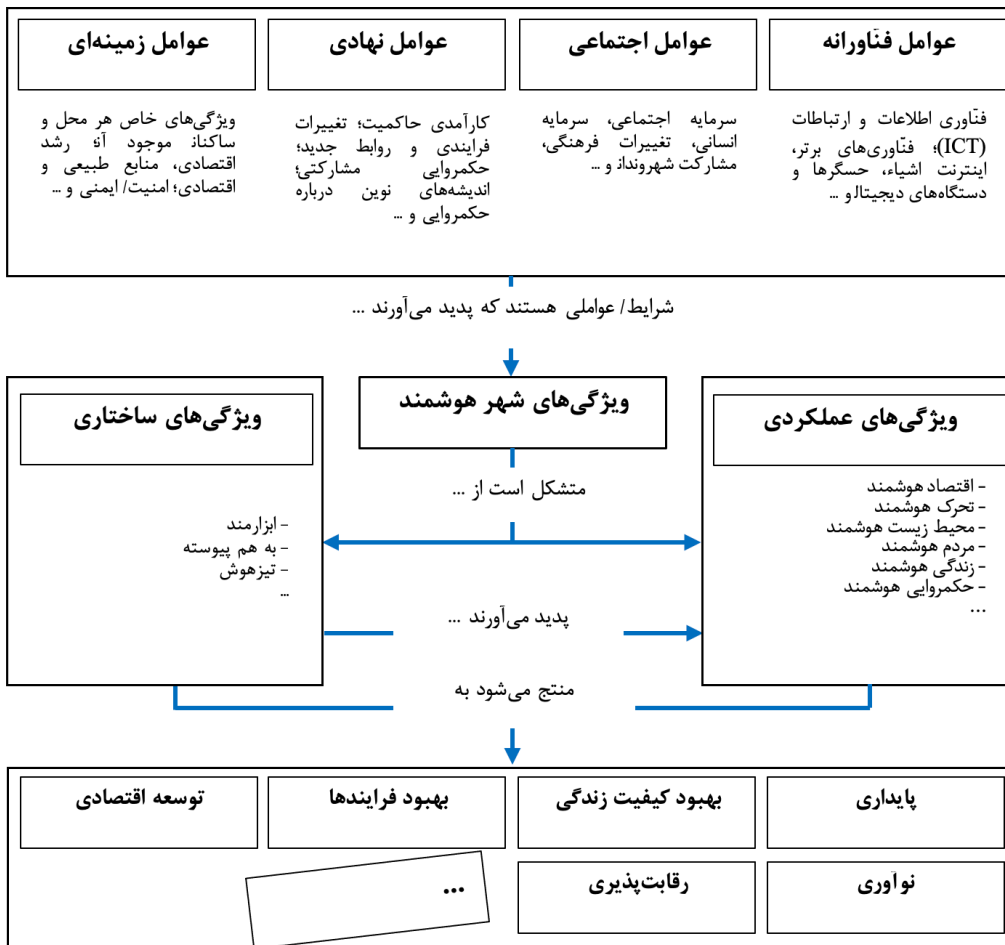 عوامل فنّاورانه
فنّاوری اطلاعات و ارتباطات
(ICT)؛ فنّاوری‌های برتر،
اینترنت اشیاء، حسگرها و
دستگاه‌های دیجیتال و ...
عوامل اجتماعی
سرمایه اجتماعی، سرمایه
انسانی، تغییرات فرهنگی،
مشارکت شهروندان و ...
عوامل نهادی
کارآمدی حاکمیت؛ تغییرات
فرایندی و روابط جدید؛
حکمروایی مشارکتی؛
اندیشه‌های نوین درباره
حکمروایی و ...
عوامل زمینه‌ای
ویژگی‌های خاص هر محل و
ساکنان موجود آن؛ رشد
اقتصادی، منابع طبیعی و
اقتصادی؛ امنیت/ ایمنی و ...
شرایط/ عواملی هستند که پدید می‌آورند ...
ویژگی‌های شهر هوشمند
متشکل است از ...
ویژگی‌های عملکردی
- اقتصاد هوشمند
- تحرک هوشمند
- محیط زیست هوشمند
- مردم هوشمند
- زندگی هوشمند
- حکمروایی هوشمند
...
ویژگی‌های ساختاری
- ابزارمند
- به هم پیوسته
- تیزهوش
...
پدید می‌آورند ...
منتج می‌شود به
پایداری
بهبود کیفیت زندگی
بهبود فرایندها
توسعه اقتصادی
نوآوری
رقابت‌پذیری
...